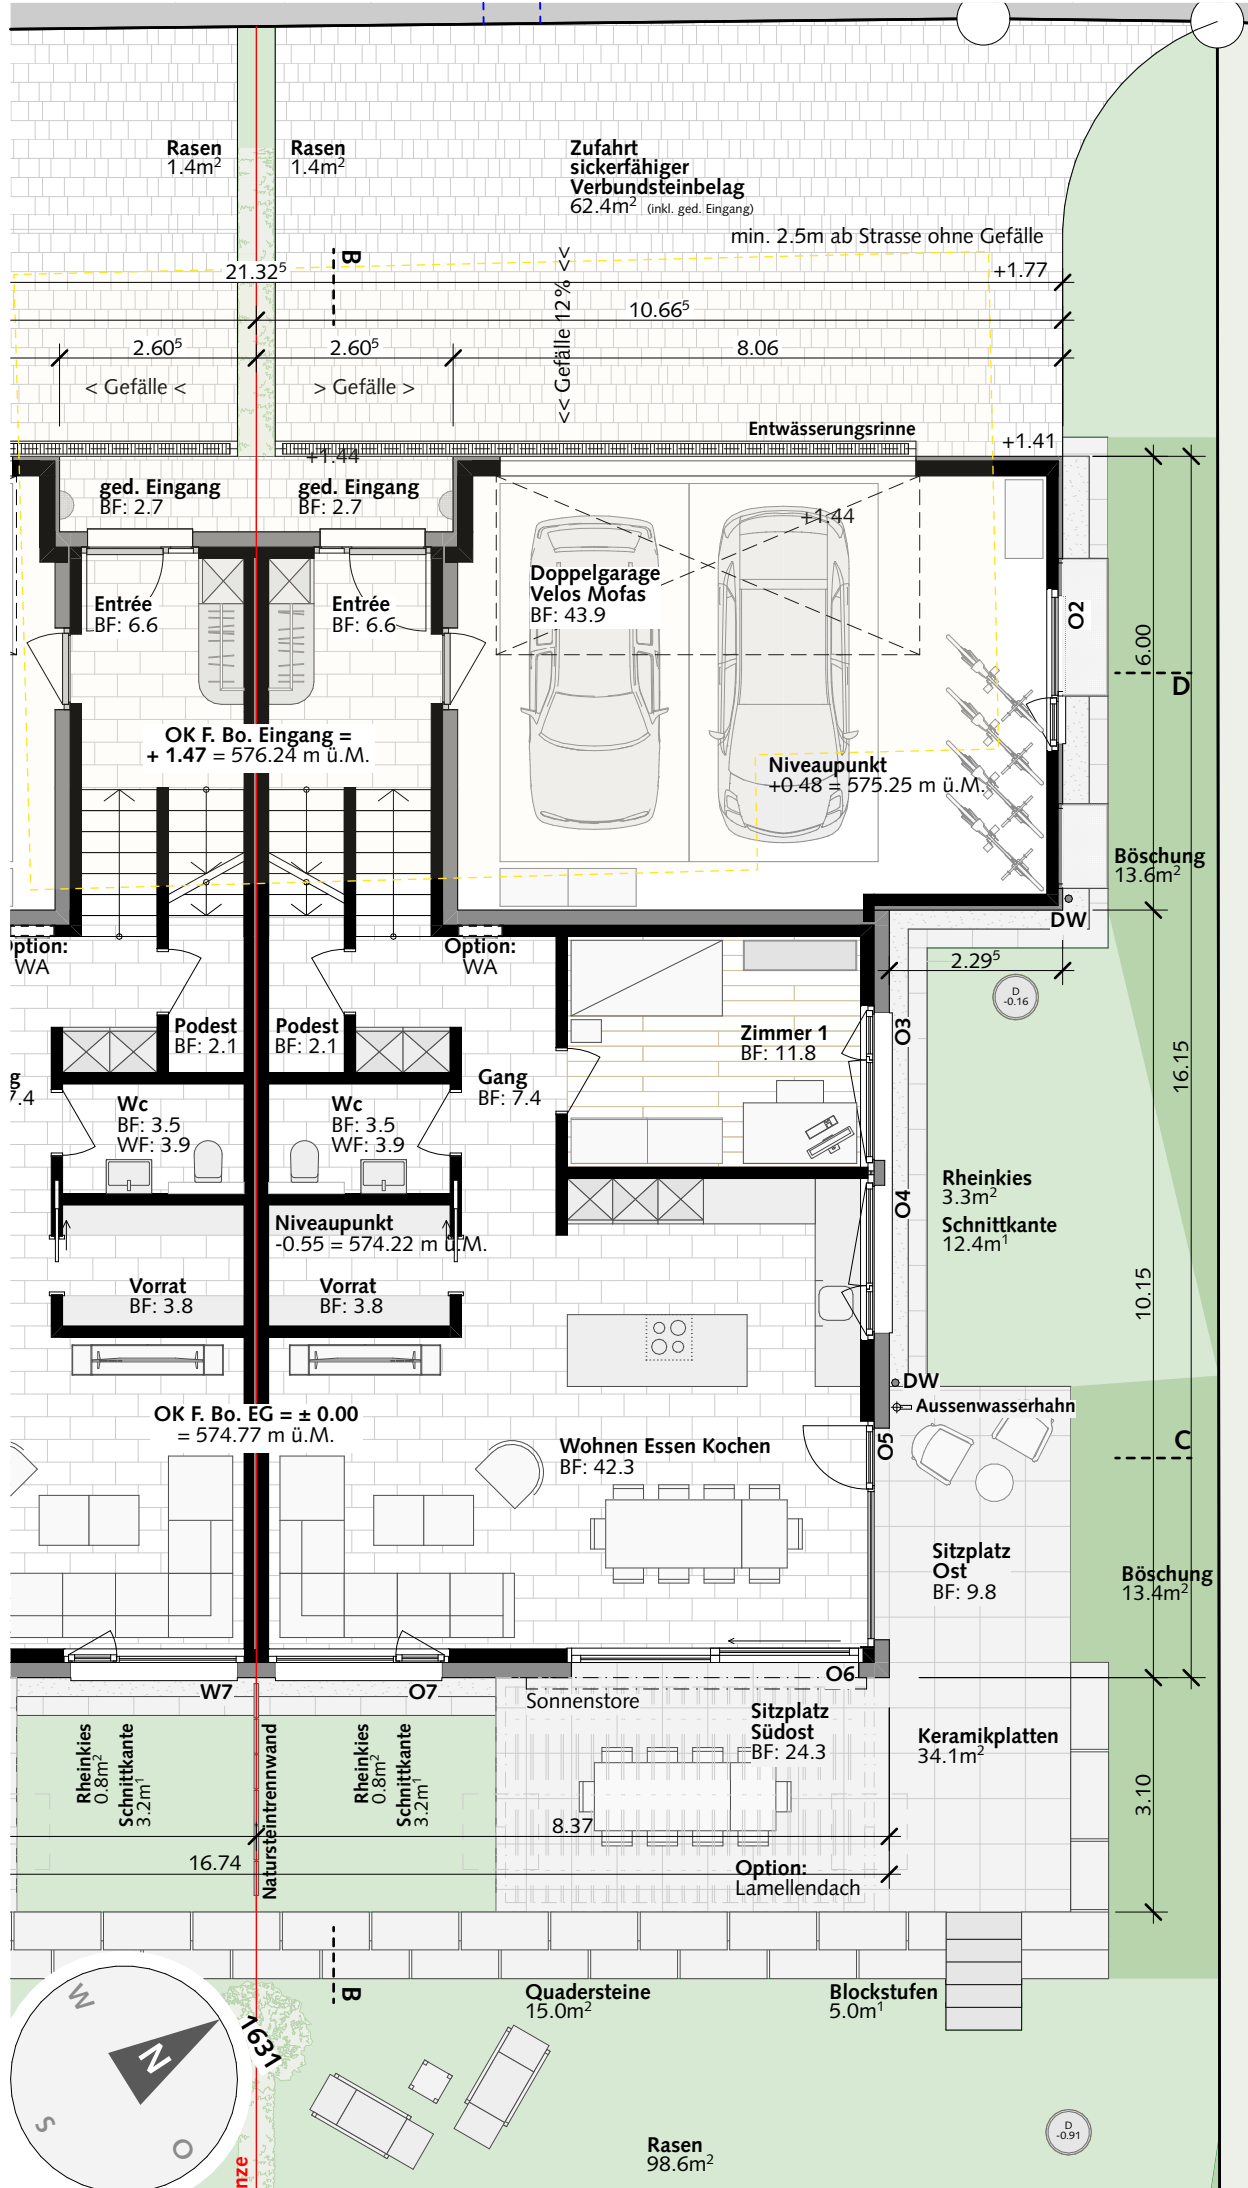 Rasen
1.4m²
Rasen
1.4m²
Zufahrt
sickerfähiger
Verbundsteinbelag
62.4m² (inkl. ged. Eingang)
min. 2.5m ab Strasse ohne Gefälle
B
21.32⁵
+1.77
10.66⁵
<< Gefälle 12% <<
2.60⁵
2.60⁵
8.06
< Gefälle <
> Gefälle >
Entwässerungsrinne
+1.41
+1.44
ged. Eingang
BF: 2.7
ged. Eingang
BF: 2.7
+1.44
Doppelgarage
Velos Mofas
BF: 43.9
Entrée
BF: 6.6
Entrée
BF: 6.6
O2
6.00
D
OK F. Bo. Eingang =
+ 1.47 = 576.24 m ü.M.
Niveaupunkt
+0.48 = 575.25 m ü.M.
Böschung
13.6m²
DW
ption:
WA
Option:
WA
2.29⁵
D
-0.16
Podest
BF: 2.1
Podest
BF: 2.1
Zimmer 1
BF: 11.8
O3
16.15
g
7.4
Gang
BF: 7.4
Wc
BF: 3.5
WF: 3.9
Wc
BF: 3.5
WF: 3.9
O4
Rheinkies
3.3m²
Schnittkante
12.4m¹
Niveaupunkt
-0.55 = 574.22 m ü.M.
Vorrat
BF: 3.8
Vorrat
BF: 3.8
10.15
DW
Aussenwasserhahn
OK F. Bo. EG = ± 0.00
= 574.77 m ü.M.
Wohnen Essen Kochen
BF: 42.3
O5
C
Sitzplatz
Ost
BF: 9.8
Böschung
13.4m²
W7
O7
O6
Sonnenstore
Sitzplatz
Südost
BF: 24.3
Keramikplatten
34.1m²
Rheinkies
0.8m²
Schnittkante
3.2m¹
Natursteintrennwand
Rheinkies
0.8m²
Schnittkante
3.2m¹
3.10
8.37
16.74
Option:
Lamellendach
B
Quadersteine
15.0m²
Blockstufen
5.0m¹
W
N
S
O
1631
nze
D
-0.91
Rasen
98.6m²